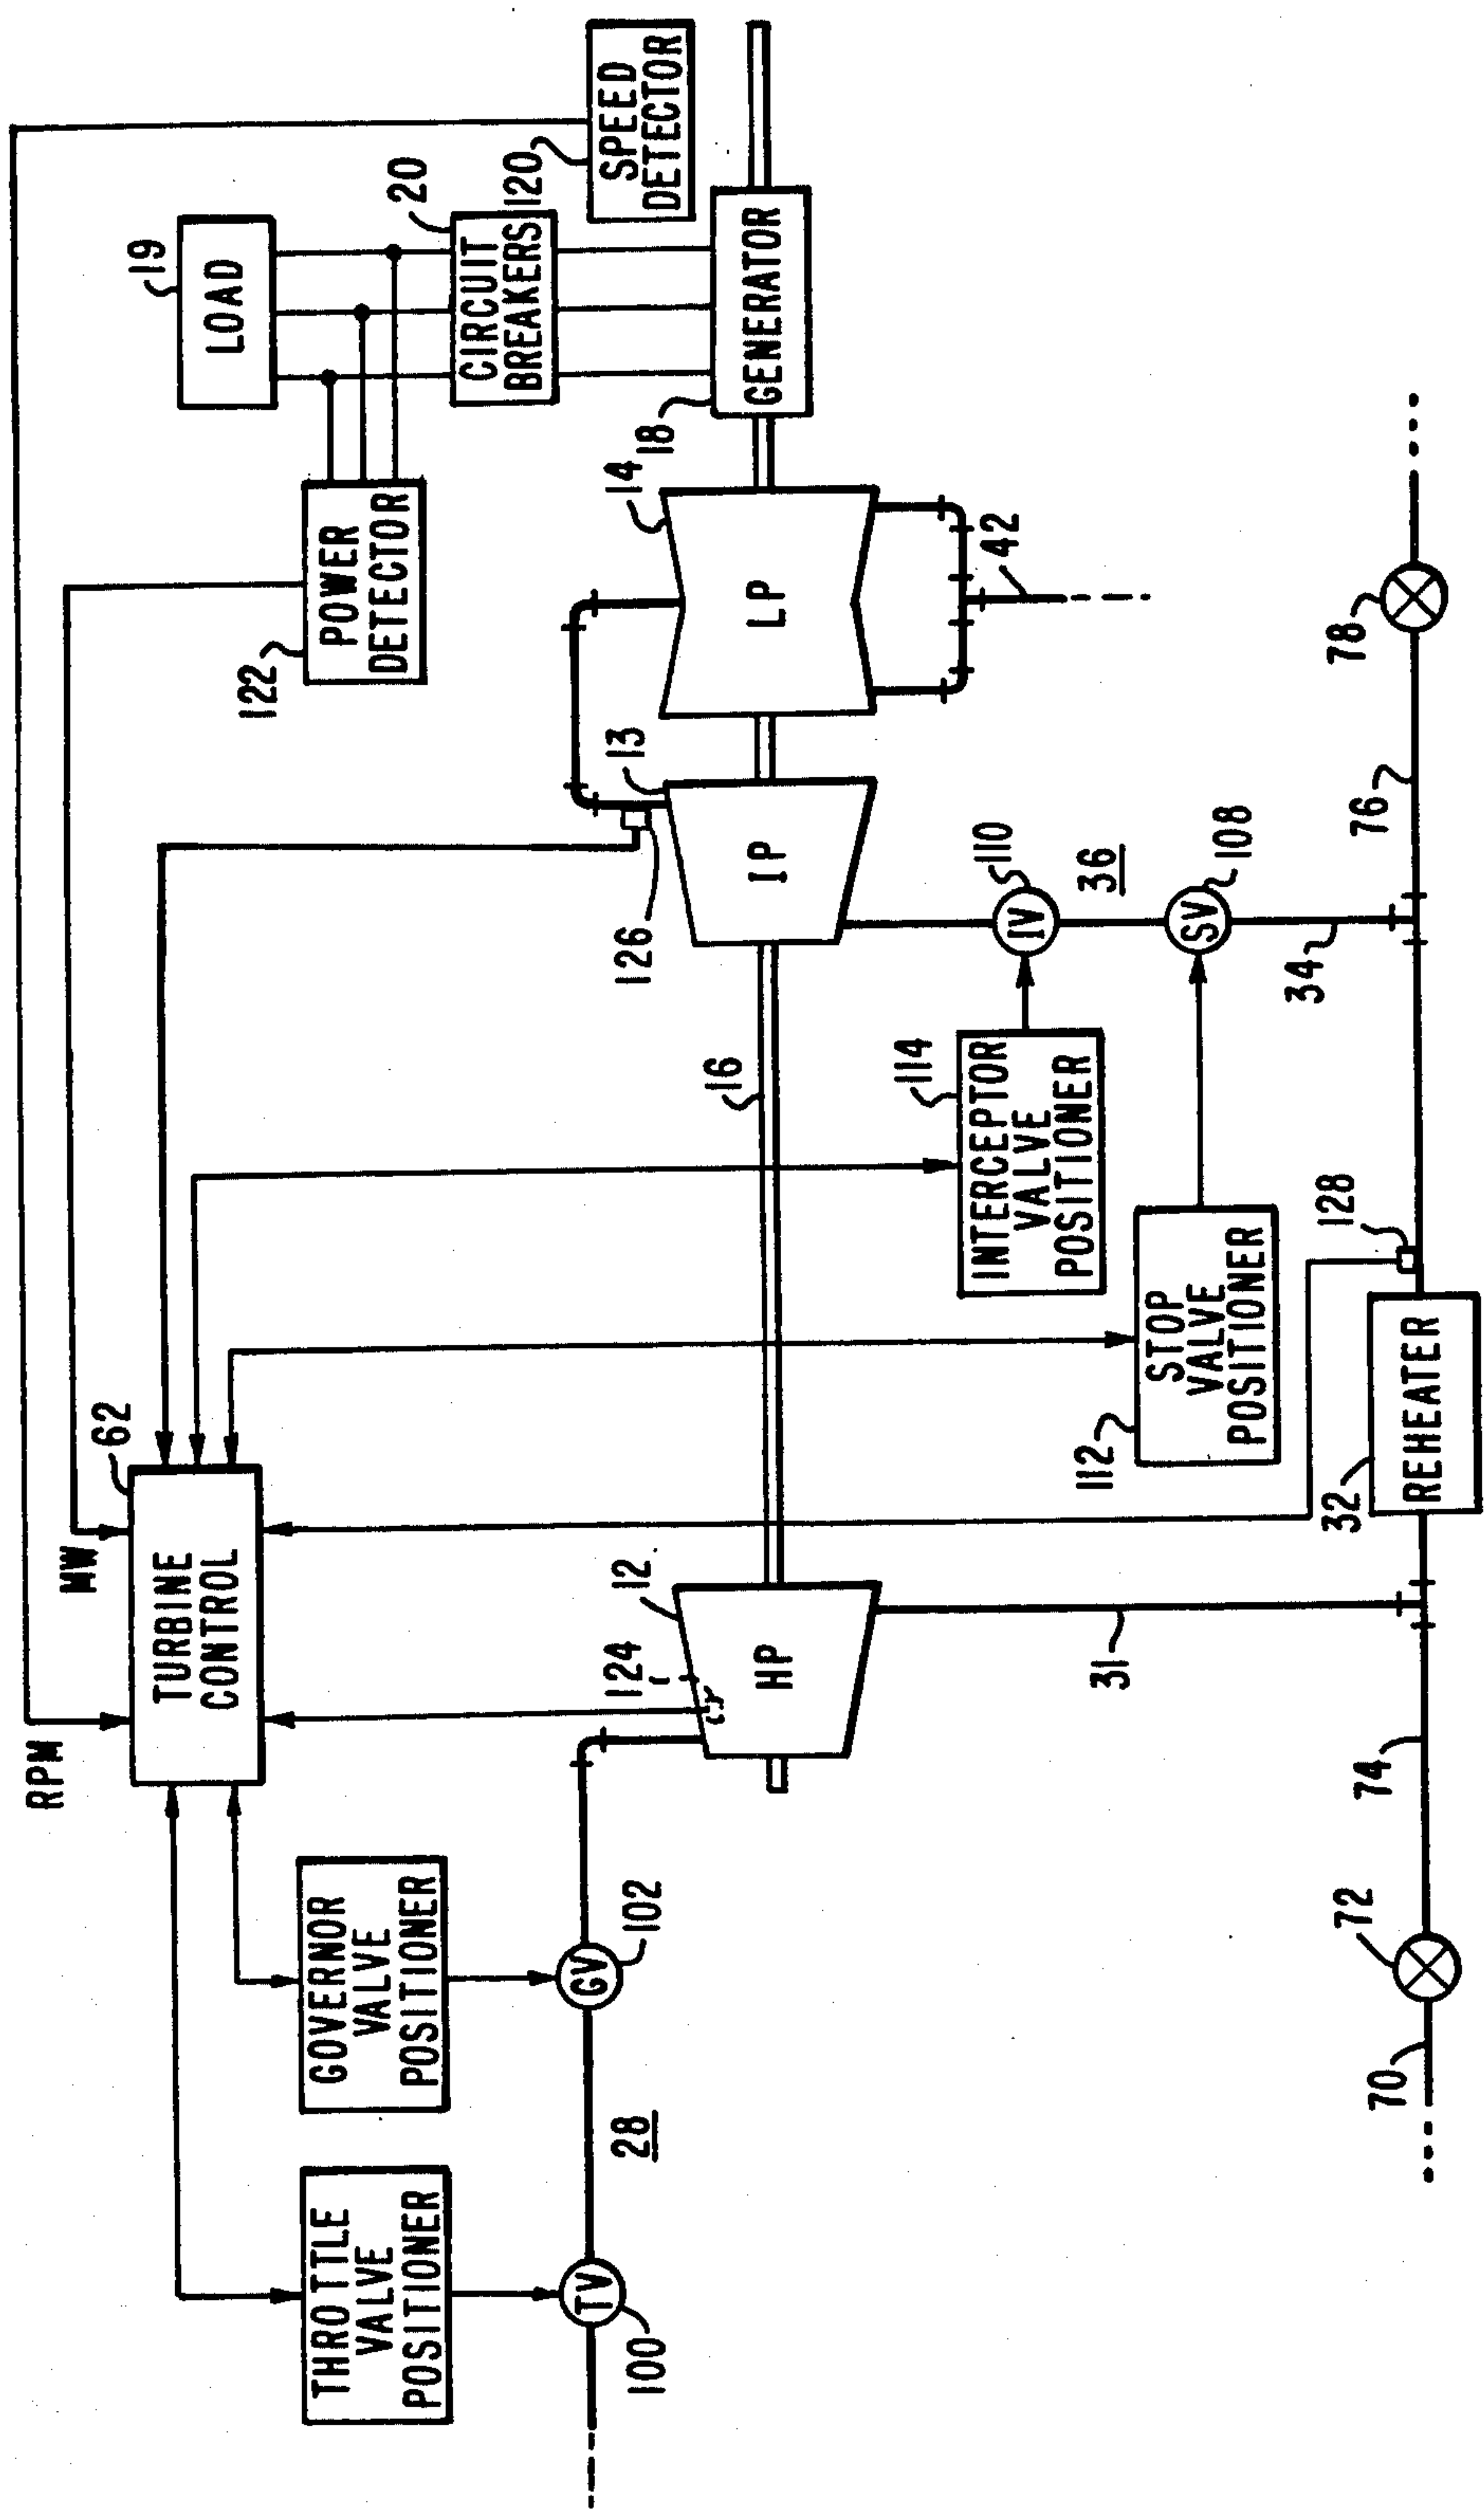 RPM
MW
62
TURBINE
CONTROL
19
LOAD
20
122
POWER
DETECTOR
CIRCUIT
BREAKERS
120
SPEED
DETECTOR
THROTTLE
VALVE
POSITIONER
GOVERNOR
VALVE
POSITIONER
TV
100
28
GV
102
124
12
HP
16
126
13
IP
14
LP
18
GENERATOR
42
114
INTERCEPTOR
VALVE
POSITIONER
IV
110
36
112
STOP
VALVE
POSITIONER
SV
108
31
34
70
72
74
32
REHEATER
128
76
78